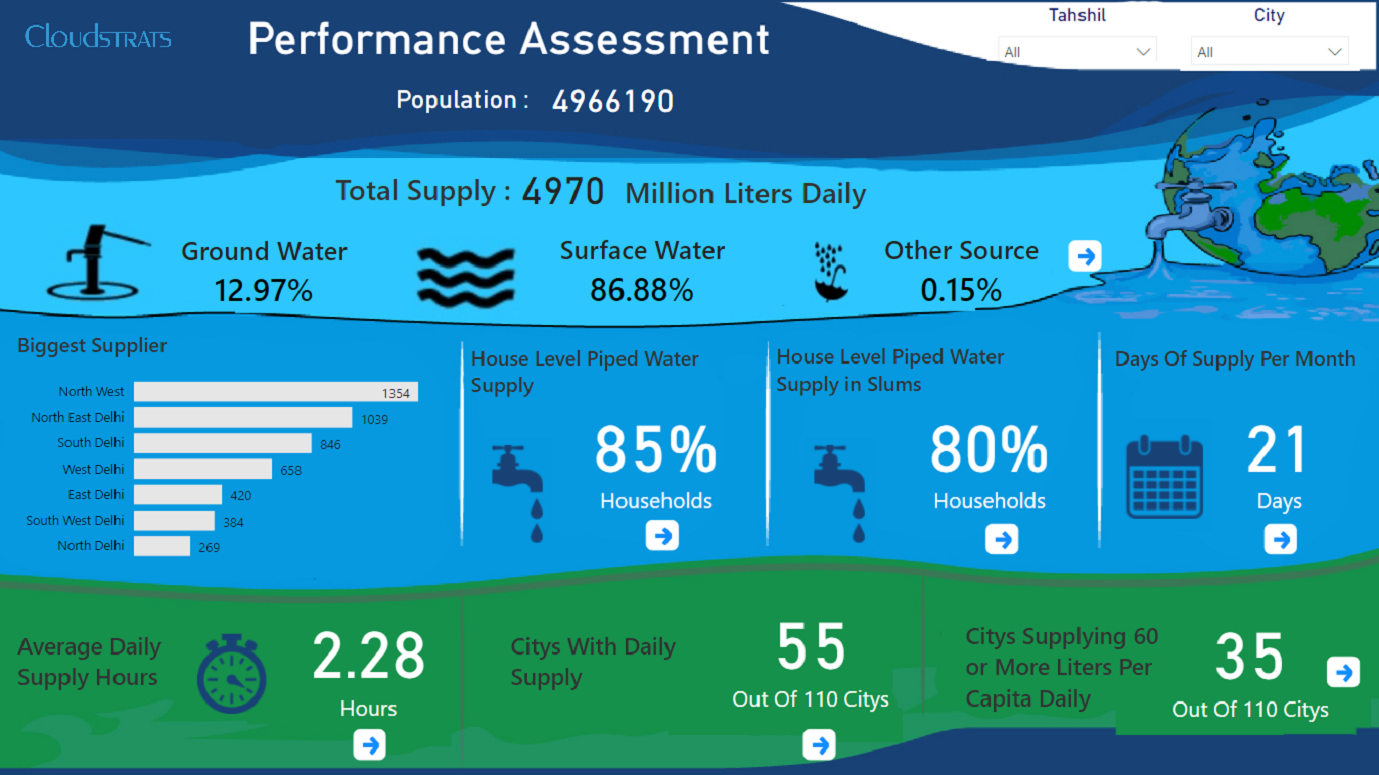 CLOUDSTRATS
Performance Assessment
Tahshil
City
All
All
Population : 4966190
Total Supply : 4970 Million Liters Daily
Ground Water
12.97%
Surface Water
86.88%
Other Source
0.15%
Biggest Supplier
North West 1354
North East Delhi 1039
South Delhi 846
West Delhi 658
East Delhi 420
South West Delhi 384
North Delhi 269
House Level Piped Water
Supply
85%
Households
House Level Piped Water
Supply in Slums
80%
Households
Days Of Supply Per Month
21
Days
Average Daily
Supply Hours
2.28
Hours
Citys With Daily
Supply
55
Out Of 110 Citys
Citys Supplying 60
or More Liters Per
Capita Daily
35
Out Of 110 Citys